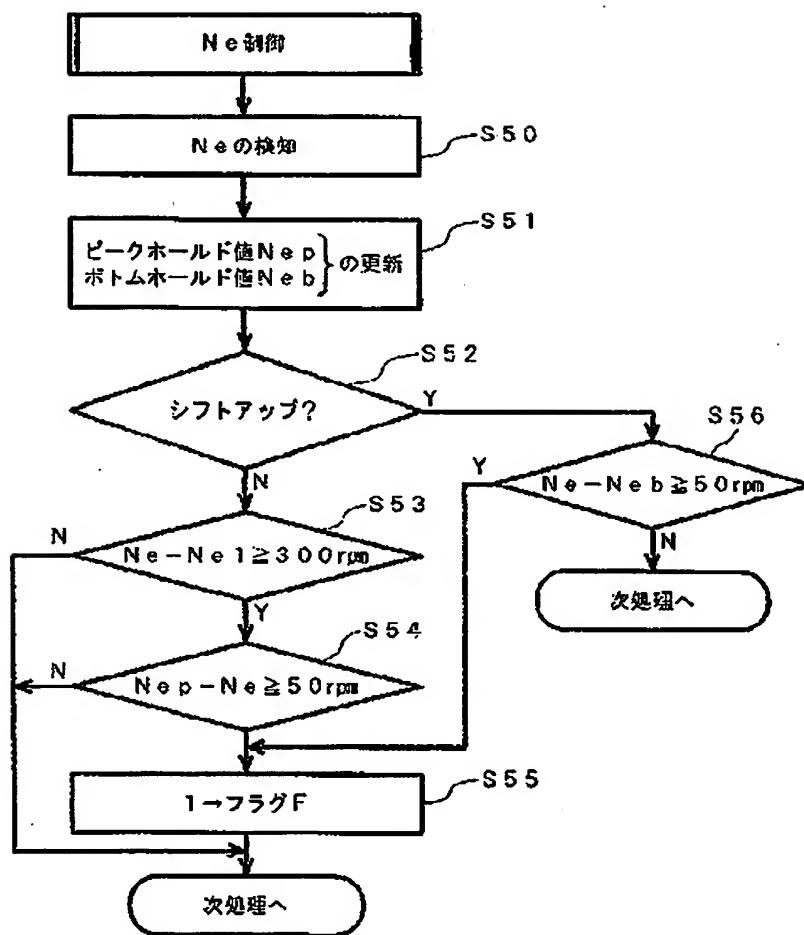 Ne制御
Neの検知
S50
ピークホールド値Nep
ボトムホールド値Neb
}の更新
S51
シフトアップ?
S52
Y
N
Ne-Neb≧50rpm
S56
Y
N
次処理へ
Ne-Ne1≧300rpm
S53
N
Y
Nep-Ne≧50rpm
S54
N
1→フラグF
S55
次処理へ